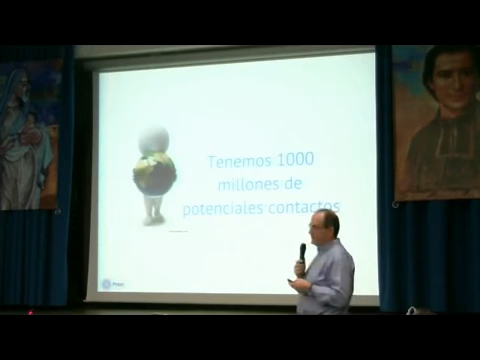 Tenemos 1000
millones de
potenciales contactos